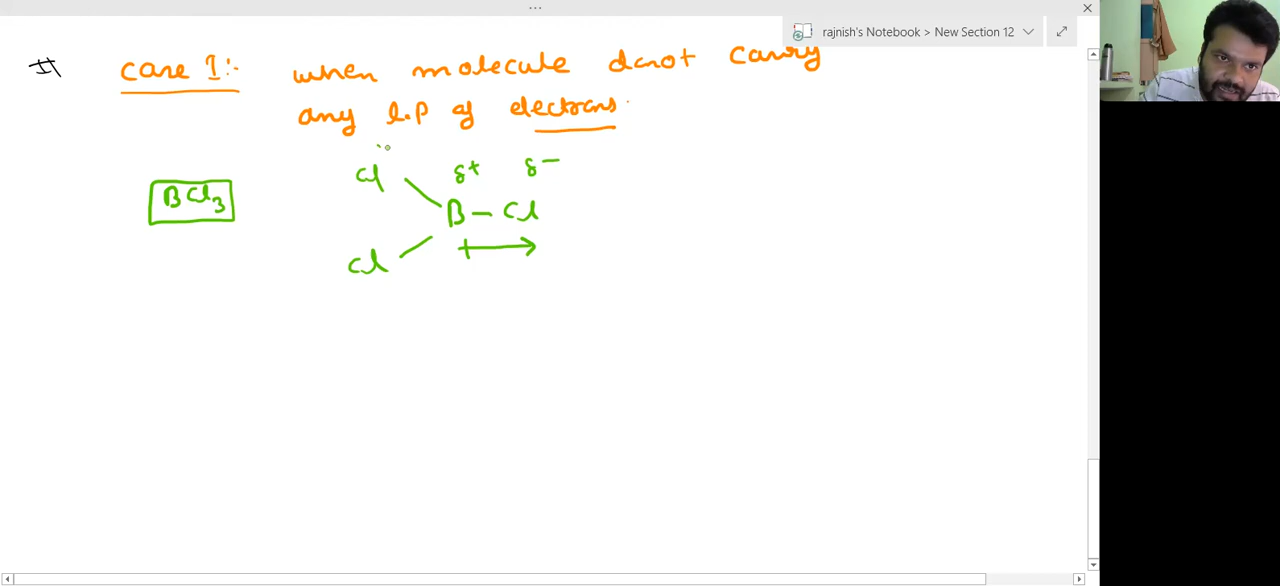 ...
rajnish's Notebook > New Section 12
# Case I:- when molecule donot carry
any l.p of electrons.
Cl δ+ δ-
BCl3
B - Cl
Cl